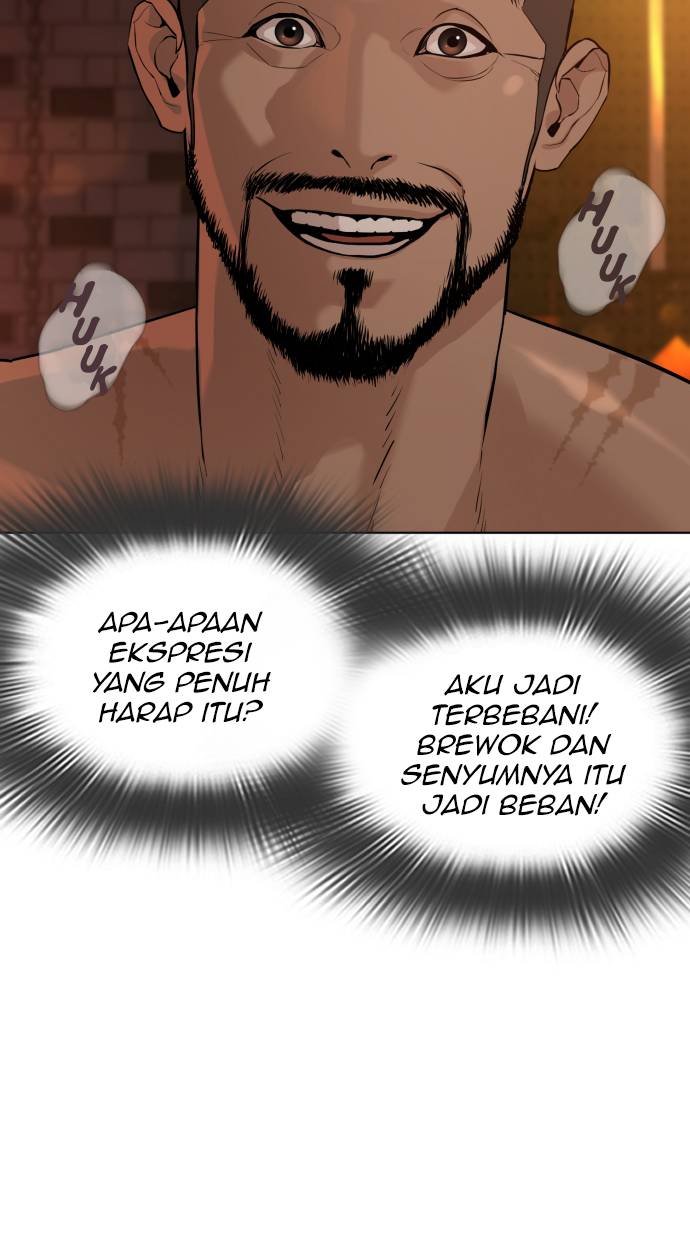 HUUK
HUUK
APA-APAAN
EKSPRESI
YANG PENUH
HARAP ITU?
AKU JADI
TERBEBANI!
BREWOK DAN
SENYUMNYA ITU
JADI BEBAN!